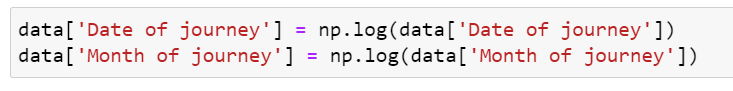 data['Date of journey'] = np.log(data['Date of journey'])
data['Month of journey'] = np.log(data['Month of journey'])